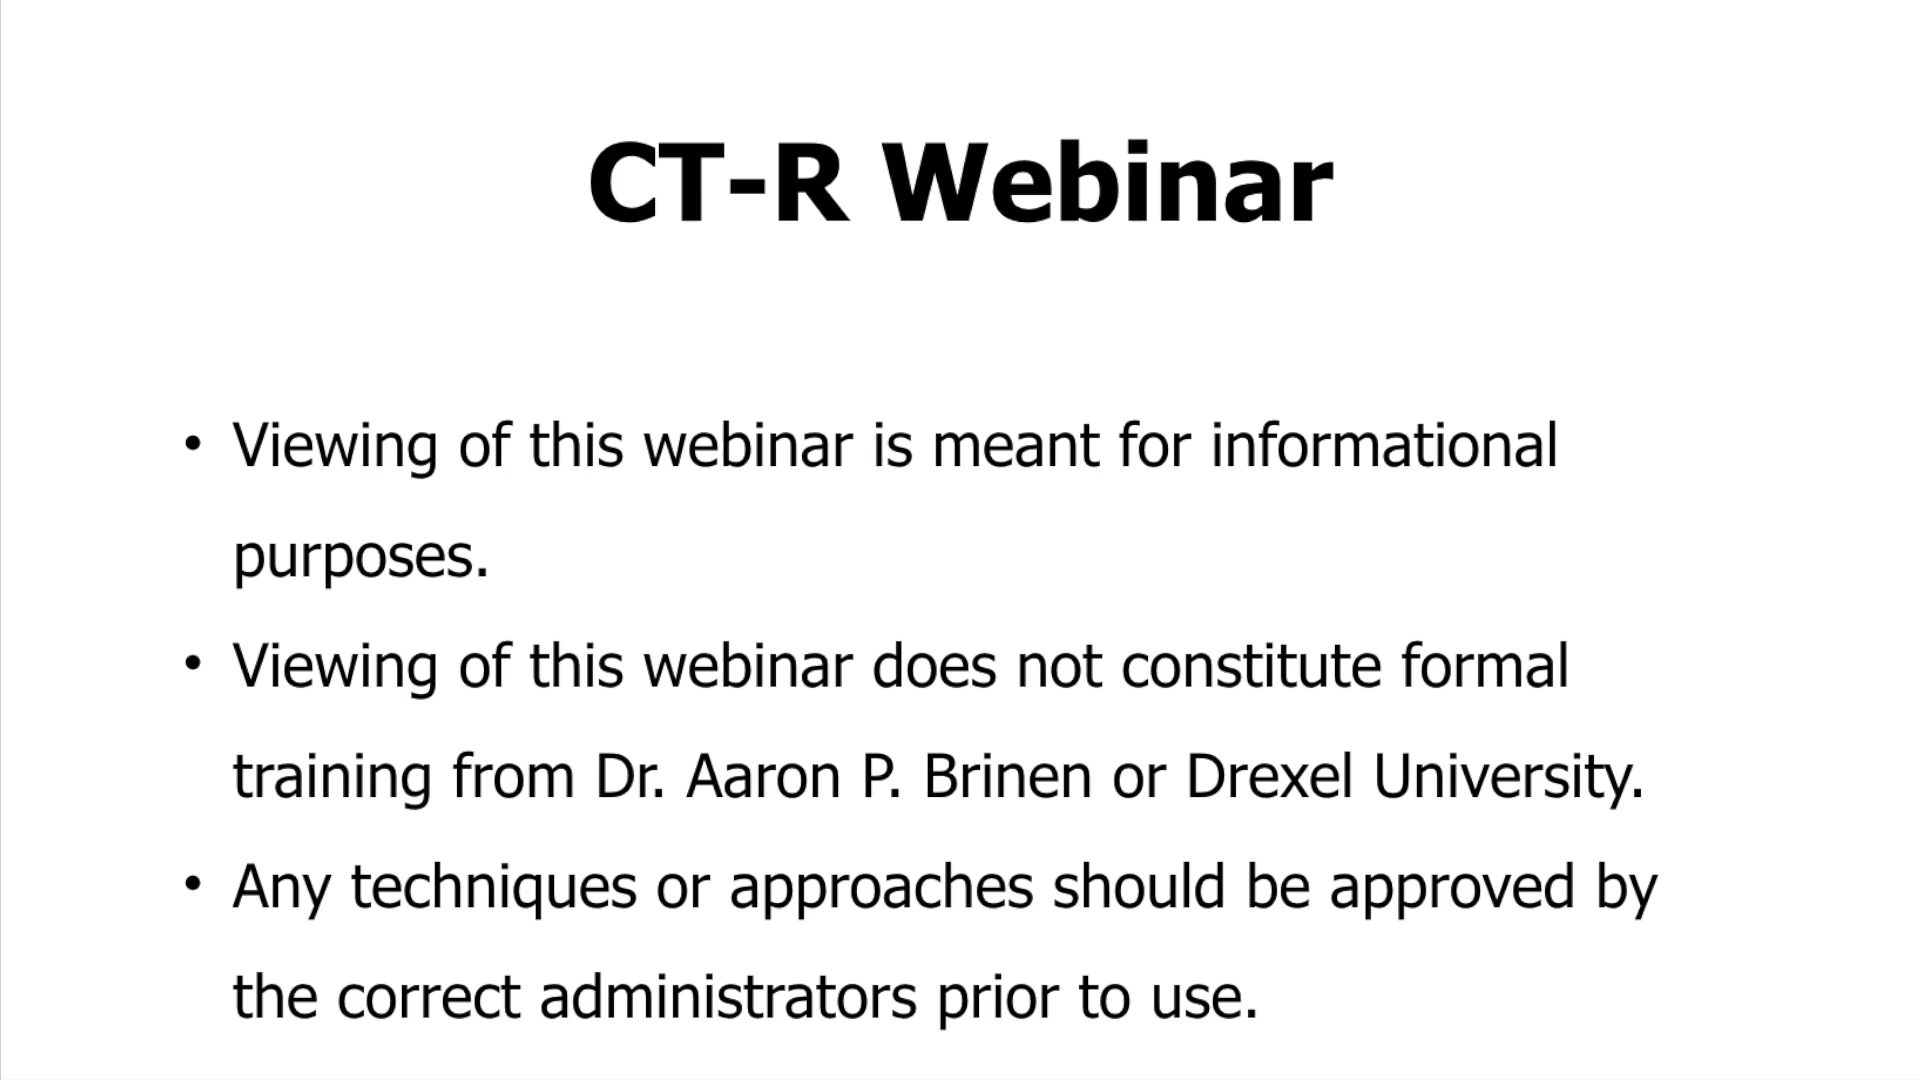 CT-R Webinar
• Viewing of this webinar is meant for informational
purposes.
• Viewing of this webinar does not constitute formal
training from Dr. Aaron P. Brinen or Drexel University.
• Any techniques or approaches should be approved by
the correct administrators prior to use.